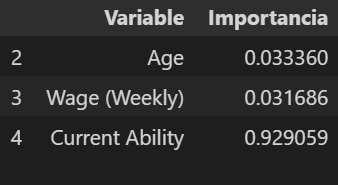 Variable Importancia
2 Age 0.033360
3 Wage (Weekly) 0.031686
4 Current Ability 0.929059